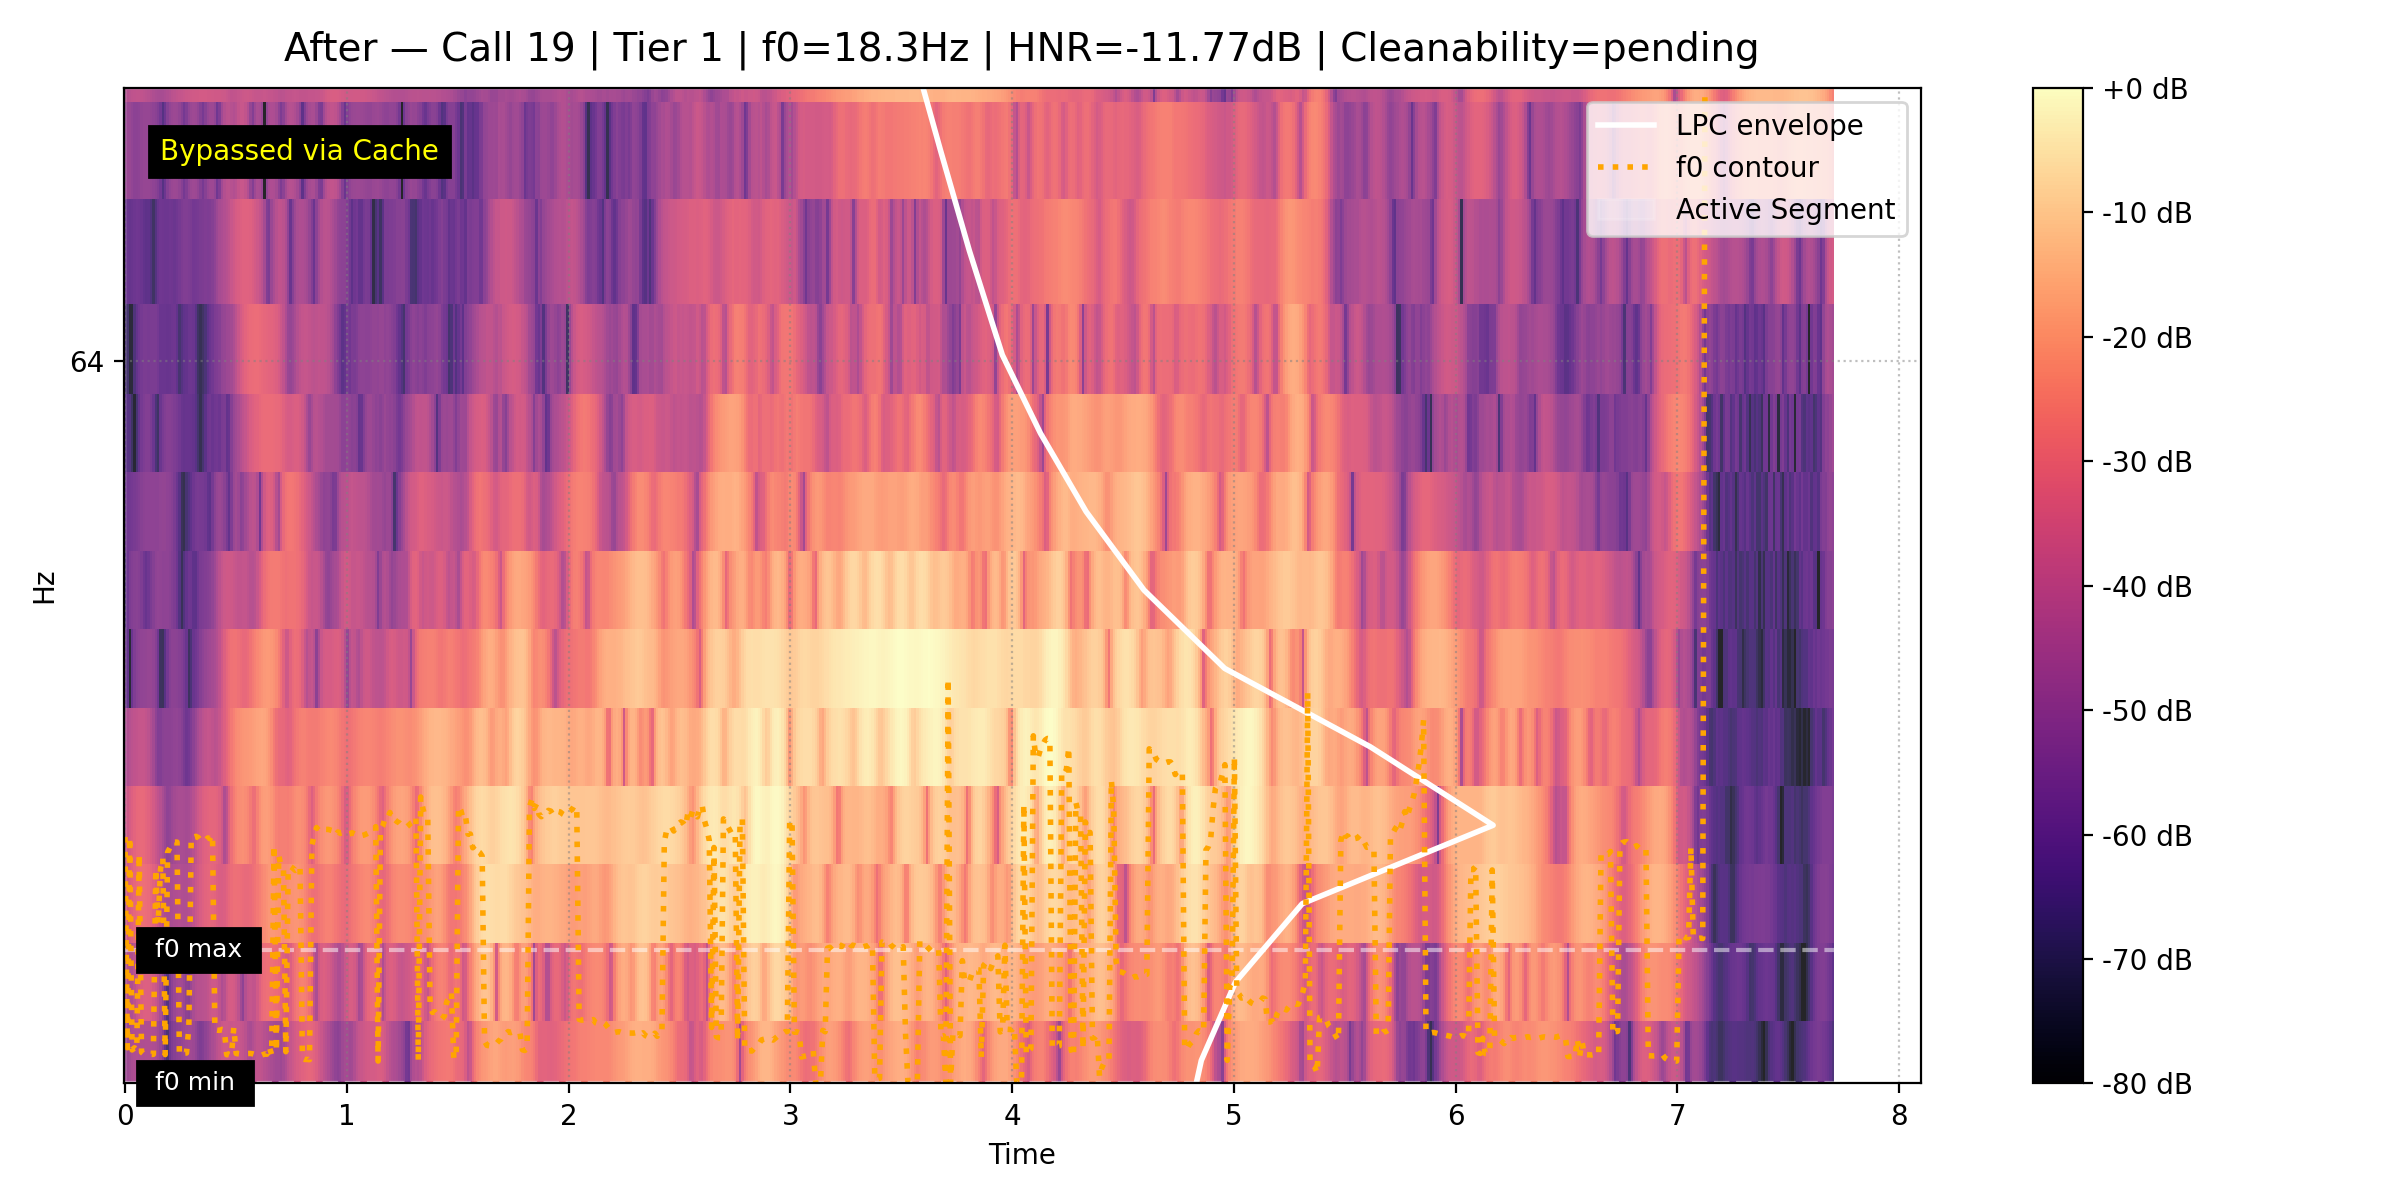 After — Call 19 | Tier 1 | f0=18.3Hz | HNR=-11.77dB | Cleanability=pending
Bypassed via Cache
LPC envelope
f0 contour
Active Segment
64
Hz
f0 max
f0 min
0 1 2 3 4 5 6 7 8
Time
+0 dB
-10 dB
-20 dB
-30 dB
-40 dB
-50 dB
-60 dB
-70 dB
-80 dB